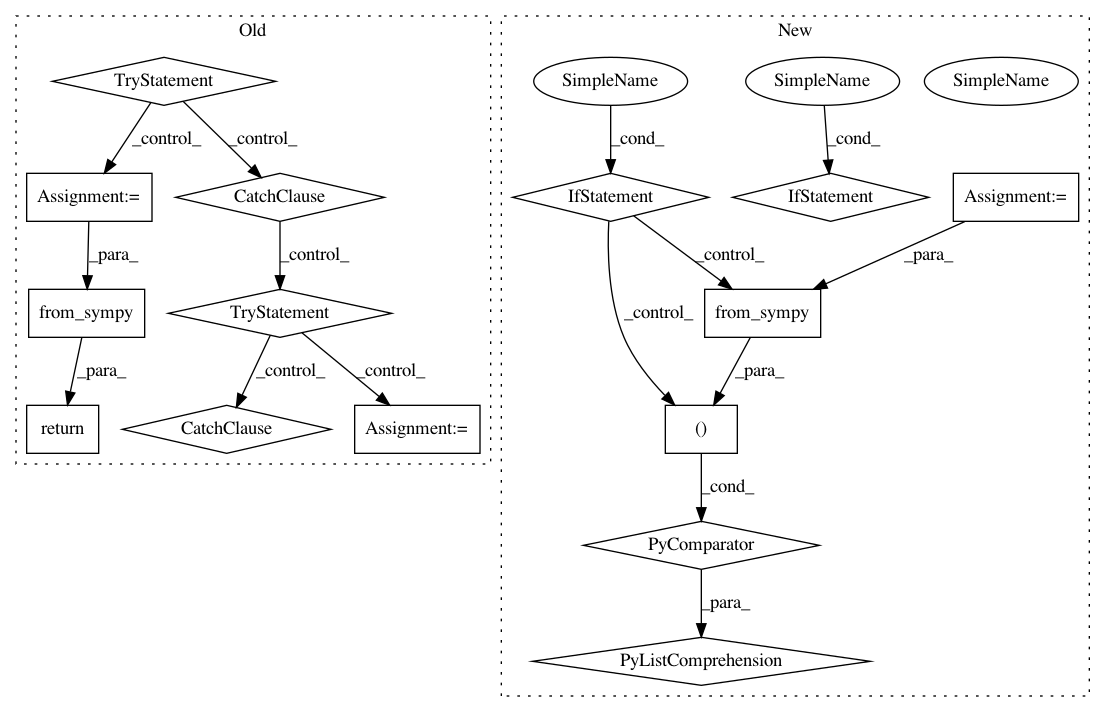 Old
New
TryStatement
SimpleName
SimpleName
SimpleName
_control_
_control_
_cond_
_cond_
Assignment:=
CatchClause
IfStatement
IfStatement
Assignment:=
_para_
_control_
_control_
_para_
from_sympy
TryStatement
_control_
from_sympy
_para_
_control_
_control_
_para_
return
CatchClause
Assignment:=
()
_cond_
PyComparator
_para_
PyListComprehension